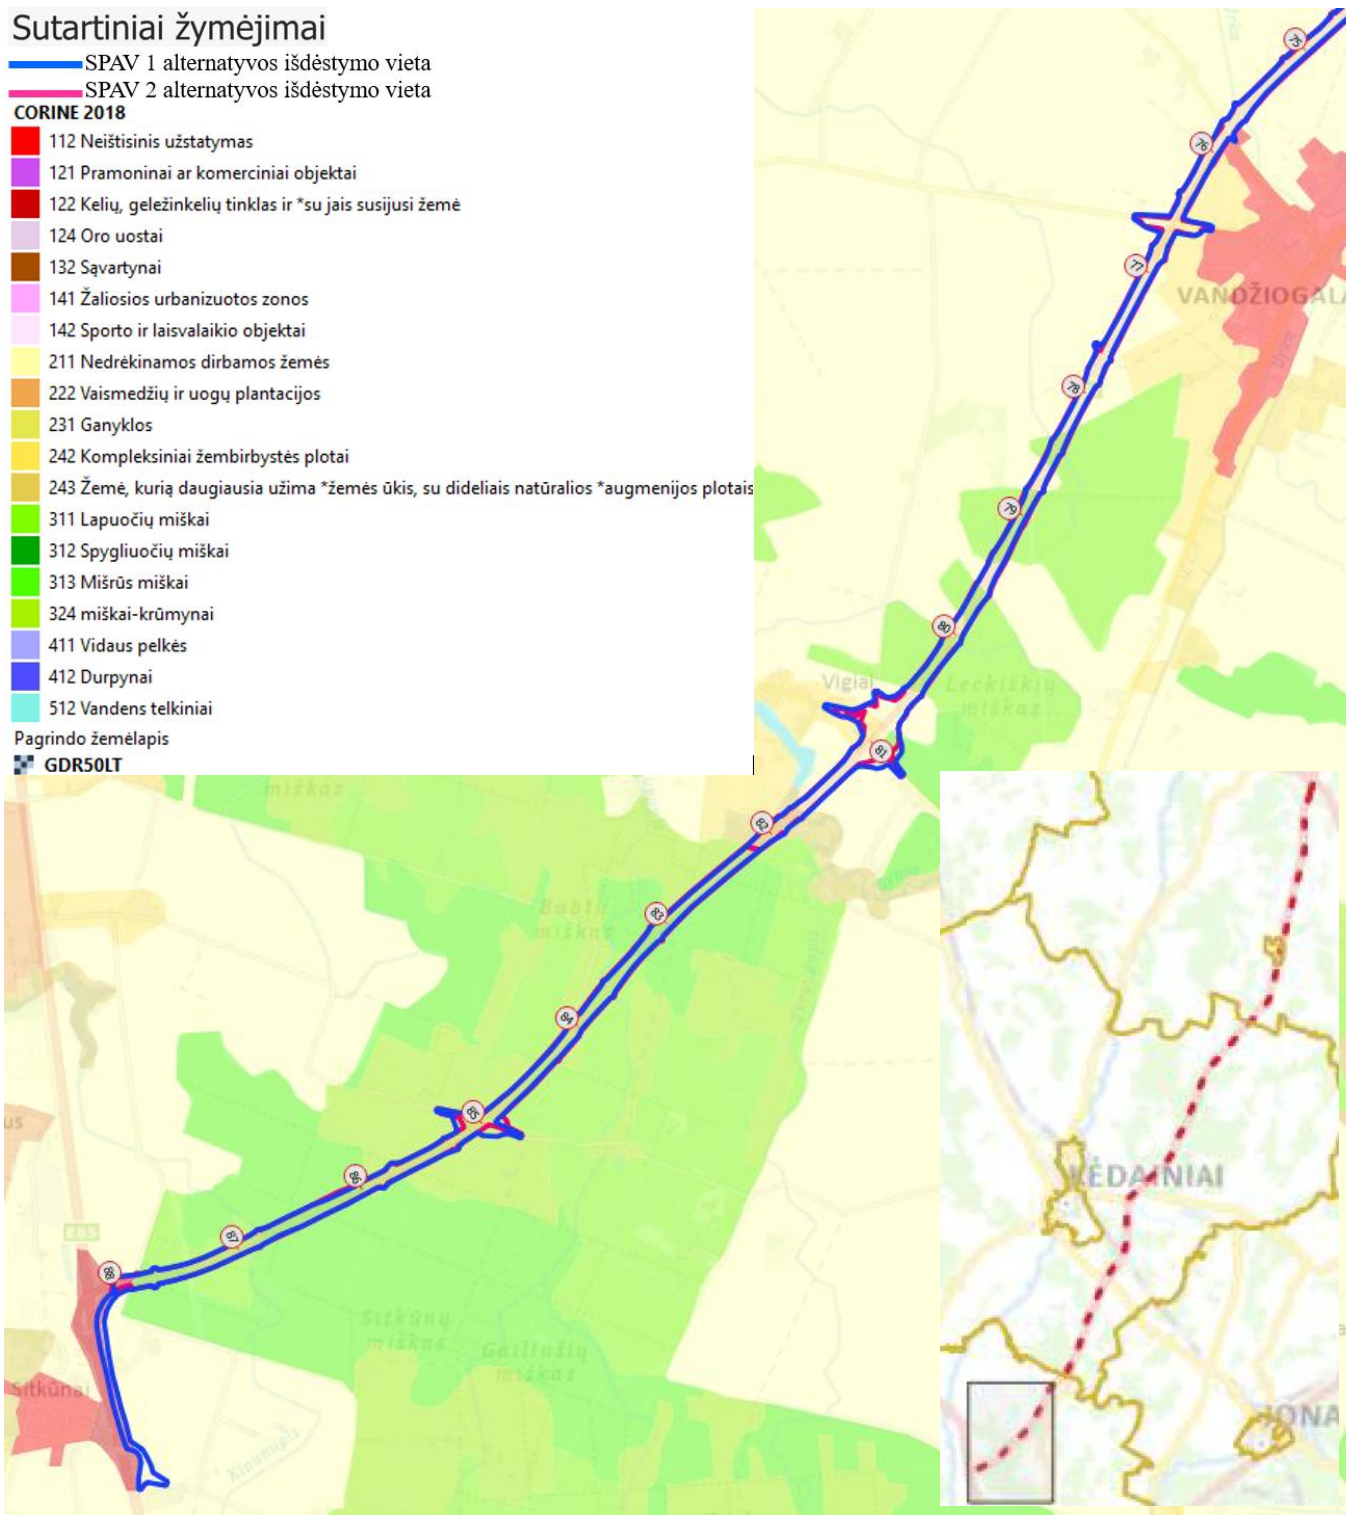 Sutartiniai žymėjimai
SPAV 1 alternatyvos išdėstymo vieta
SPAV 2 alternatyvos išdėstymo vieta
CORINE 2018
112 Neištisinis užstatymas
121 Pramoninai ar komerciniai objektai
122 Kelių, geležinkelių tinklas ir *su jais susijusi žemė
124 Oro uostai
132 Sąvartynai
141 Žaliosios urbanizuotos zonos
142 Sporto ir laisvalaikio objektai
211 Nedrėkinamos dirbamos žemės
222 Vaismedžių ir uogų plantacijos
231 Ganyklos
242 Kompleksiniai žembirbystės plotai
243 Žemė, kurią daugiausia užima *žemės ūkis, su dideliais natūralios *augmenijos plotais
311 Lapuočių miškai
312 Spygliuočių miškai
313 Mišrūs miškai
324 miškai-krūmynai
411 Vidaus pelkės
412 Durpynai
512 Vandens telkiniai
Pagrindo žemėlapis
GDR50LT
75
76
77
VANDŽIOGALA
Urka
78
79
80
Vigiai
Leckiškių
miškas
81
miškas
82
83
Babtų
miškas
84
85
86
87
E85
88
Sitkūnų
miškas
Gailiušių
miškas
Sitkūnai
KĖDAINIAI
JONA